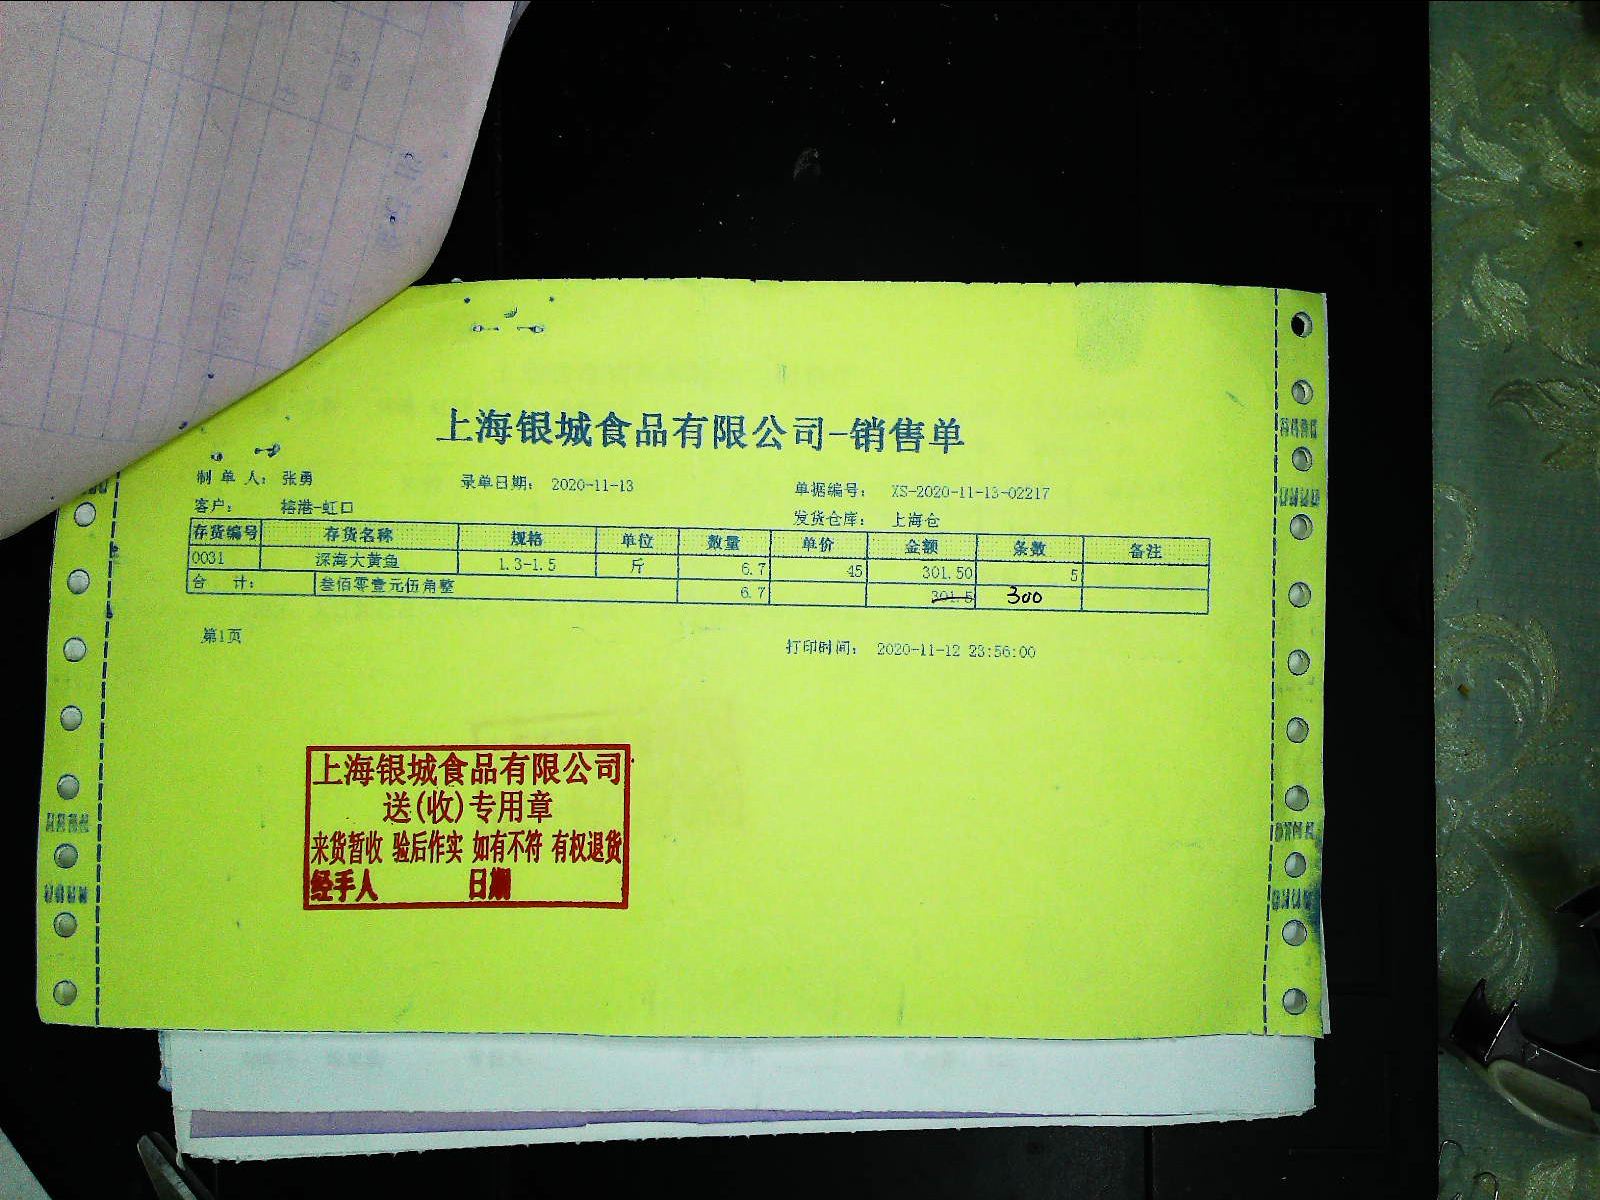 上海银城食品有限公司-销售单
制 单 人： 张勇 录单日期： 2020-11-13 单据编号： XS-2020-11-13-02217
客户： 榕港-虹口 发货仓库： 上海仓
存货编号 存货名称 规格 单位 数量 单价 金额 条数 备注
0031 深海大黄鱼 1.3-1.5 斤 6.7 45 301.50 5
合 计： 叁佰零壹元伍角整 6.7 301.5 300
第1页 打印时间： 2020-11-12 23:56:00
上海银城食品有限公司
送(收)专用章
来货暂收 验后作实 如有不符 有权退货
经手人 日期